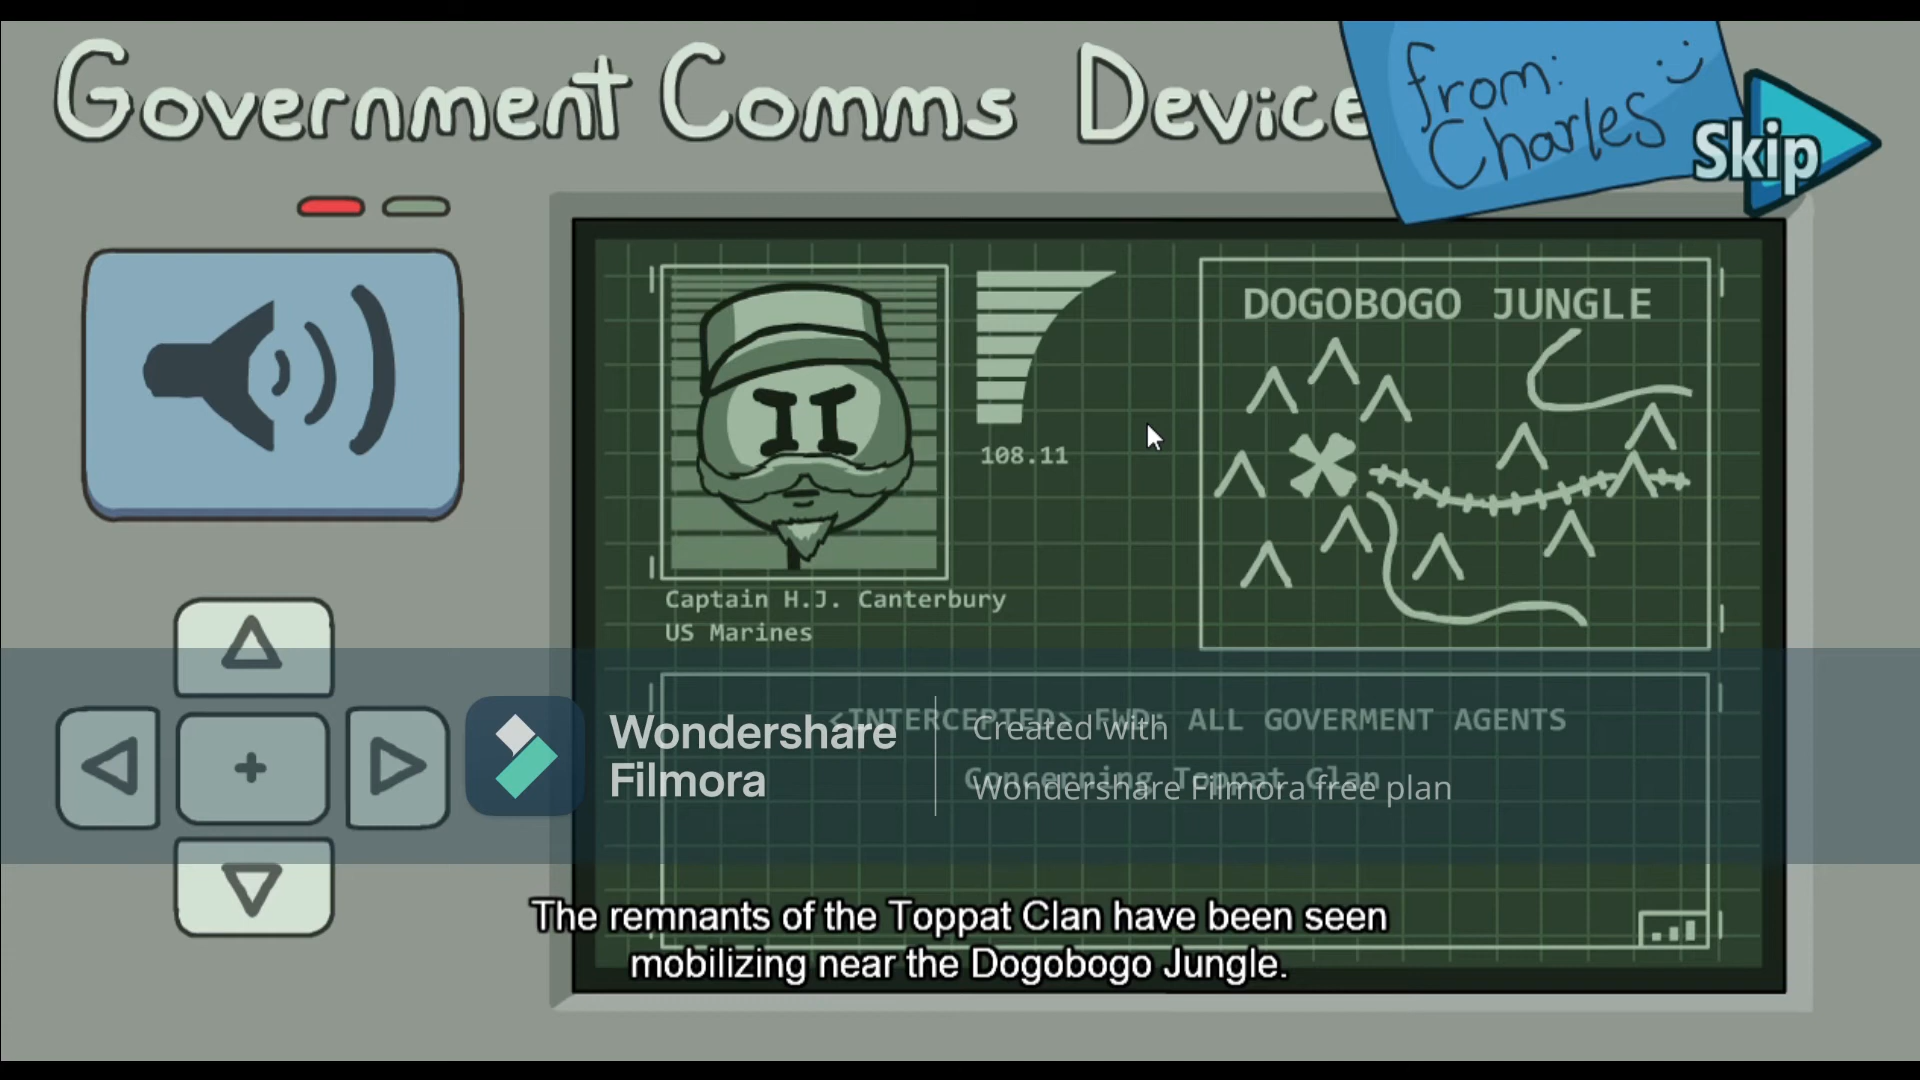 Government Comms Device
from:
Charles
Skip
DOGOBOGO JUNGLE
108.11
Captain H.J. Canterbury
US Marines
<INTERCEPTED> FWD: ALL GOVERMENT AGENTS
Concerning Toppat Clan
Wondershare
Filmora
Created with
Wondershare Filmora free plan
The remnants of the Toppat Clan have been seen
mobilizing near the Dogobogo Jungle.